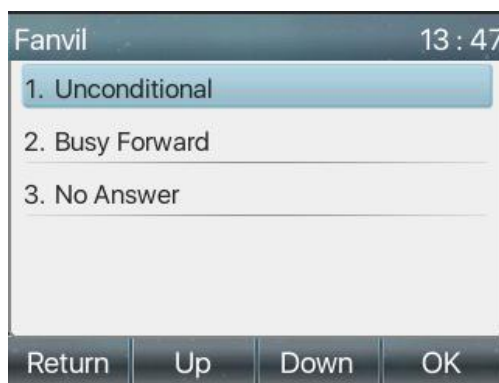 Fanvil 13 : 47
1. Unconditional
2. Busy Forward
3. No Answer
Return Up Down OK